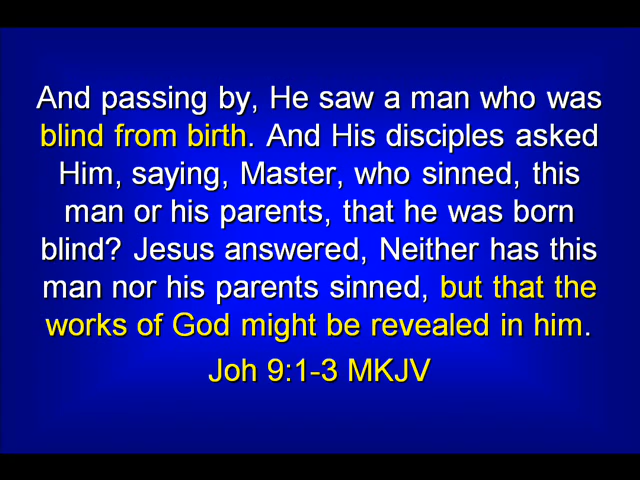 And passing by, He saw a man who was
blind from birth. And His disciples asked
Him, saying, Master, who sinned, this
man or his parents, that he was born
blind? Jesus answered, Neither has this
man nor his parents sinned, but that the
works of God might be revealed in him.
Joh 9:1-3 MKJV